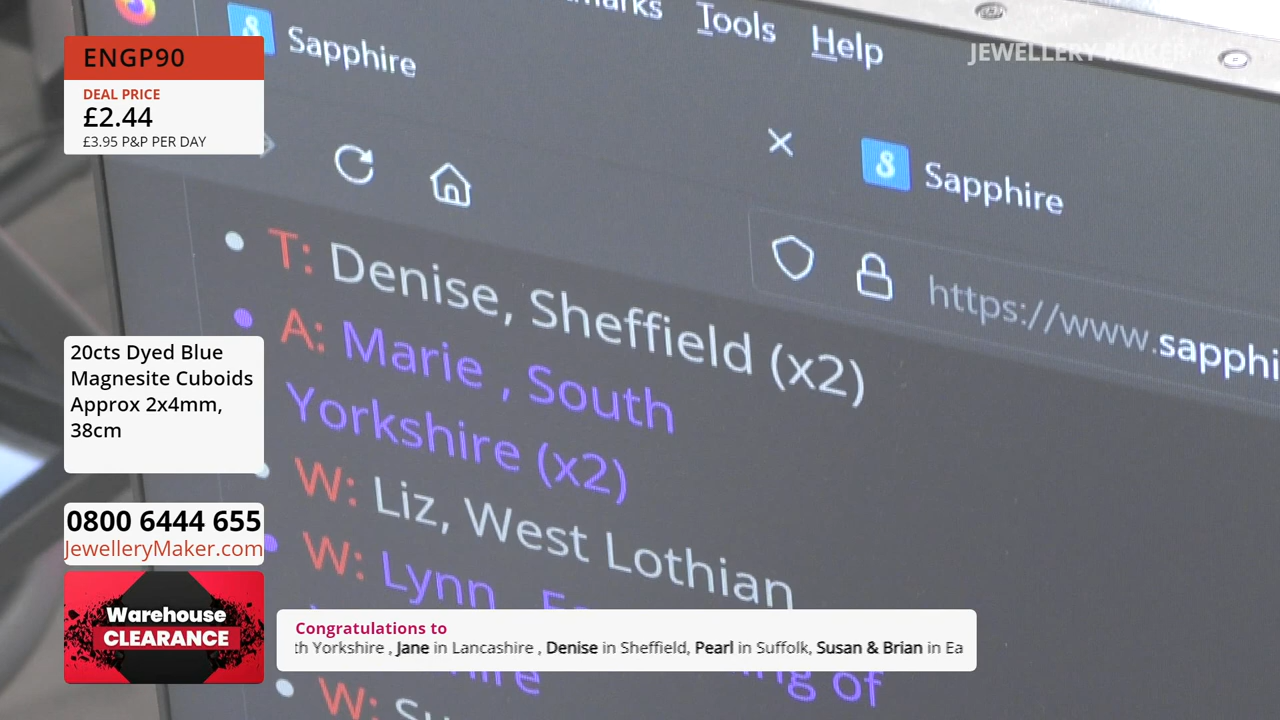 ENGP90
DEAL PRICE
£2.44
£3.95 P&P PER DAY
Tools
Help
JEWELLERY MAKER
Sapphire
Sapphire
https://www.sapphi
T: Denise, Sheffield (x2)
A: Marie , South
Yorkshire (x2)
W: Liz, West Lothian
W: Lynn
W:
of
20cts Dyed Blue
Magnesite Cuboids
Approx 2x4mm,
38cm
0800 6444 655
JewelleryMaker.com
Warehouse
CLEARANCE
Congratulations to
th Yorkshire , Jane in Lancashire , Denise in Sheffield, Pearl in Suffolk, Susan & Brian in Ea